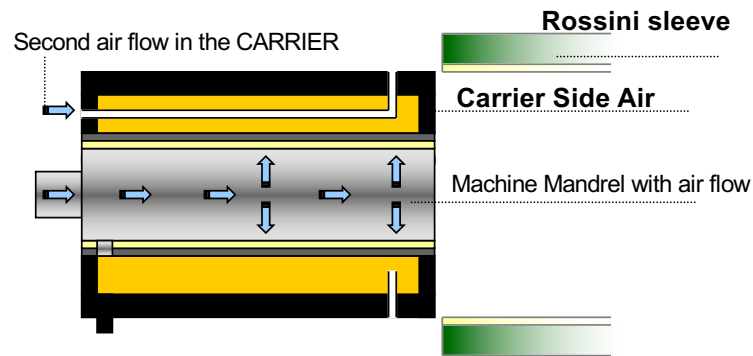 Rossini sleeve
Second air flow in the CARRIER
Carrier Side Air
Machine Mandrel with air flow